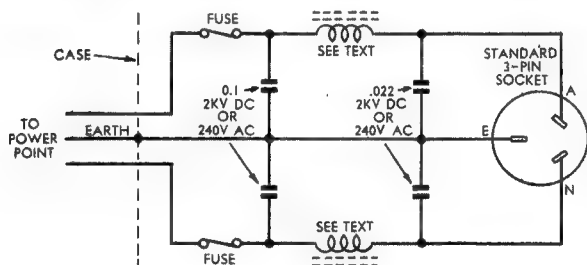 FUSE
SEE TEXT
CASE
0.1
2KV DC
OR
240V AC
.022
2KV DC
OR
240V AC
STANDARD
3-PIN
SOCKET
A
TO
POWER
POINT
EARTH
E
N
SEE TEXT
FUSE